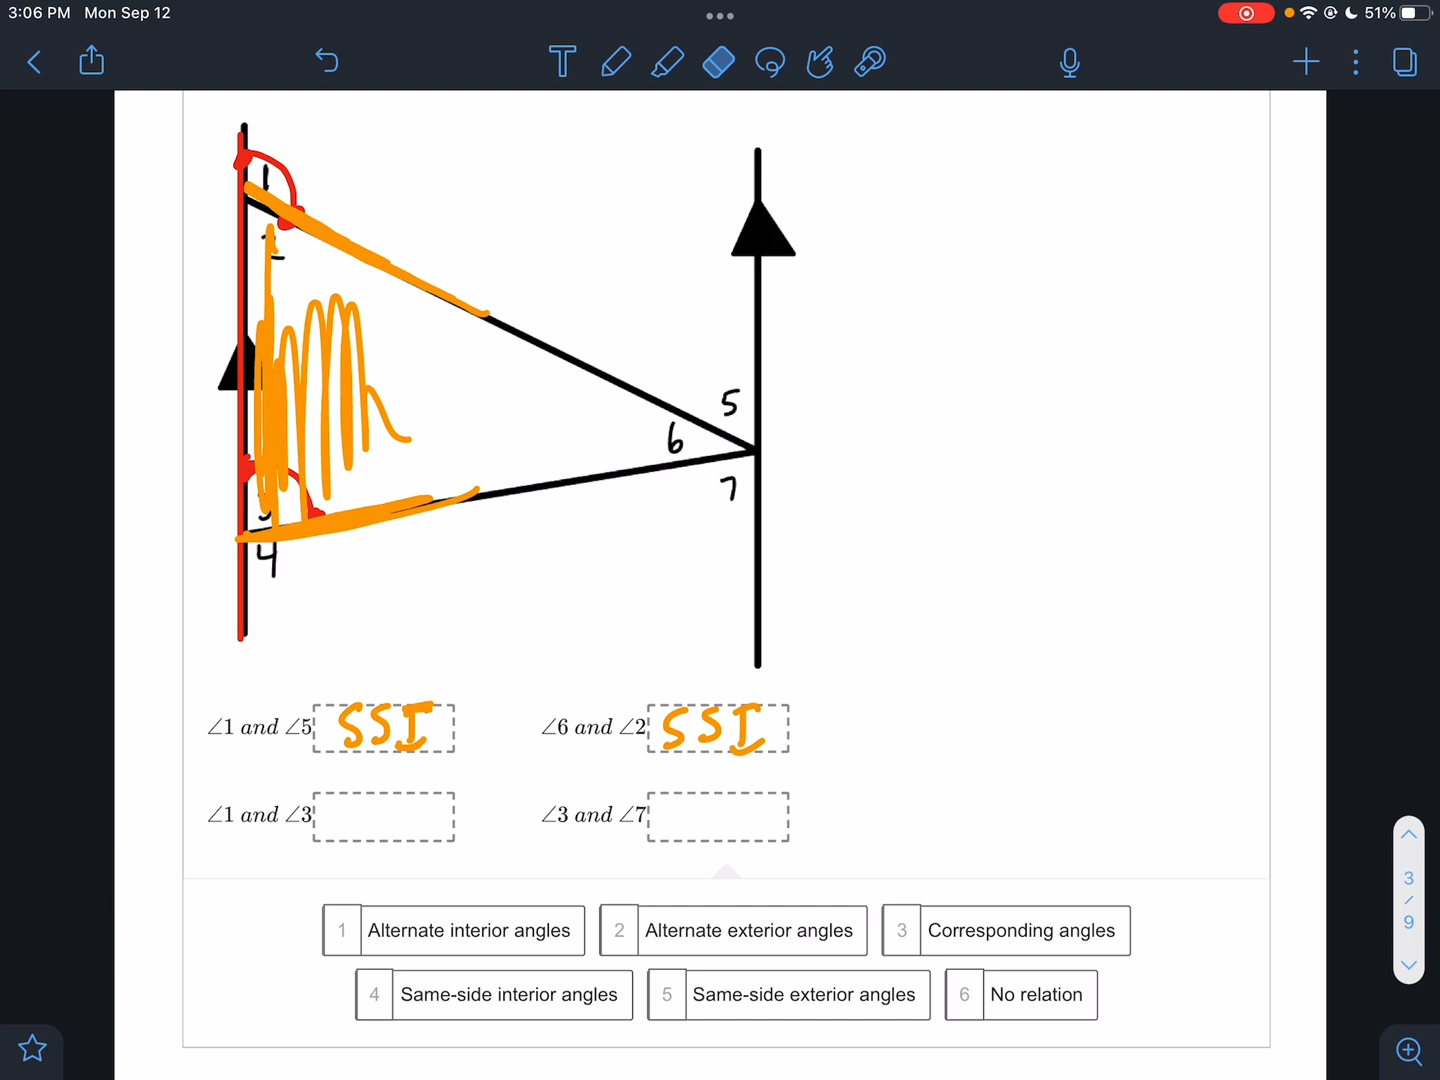 3:06 PM Mon Sep 12
51%
1
2
5
6
7
4
∠1 and ∠5 SSI
∠6 and ∠2 SSI
∠1 and ∠3
∠3 and ∠7
1 Alternate interior angles
2 Alternate exterior angles
3 Corresponding angles
4 Same-side interior angles
5 Same-side exterior angles
6 No relation
3
/
9